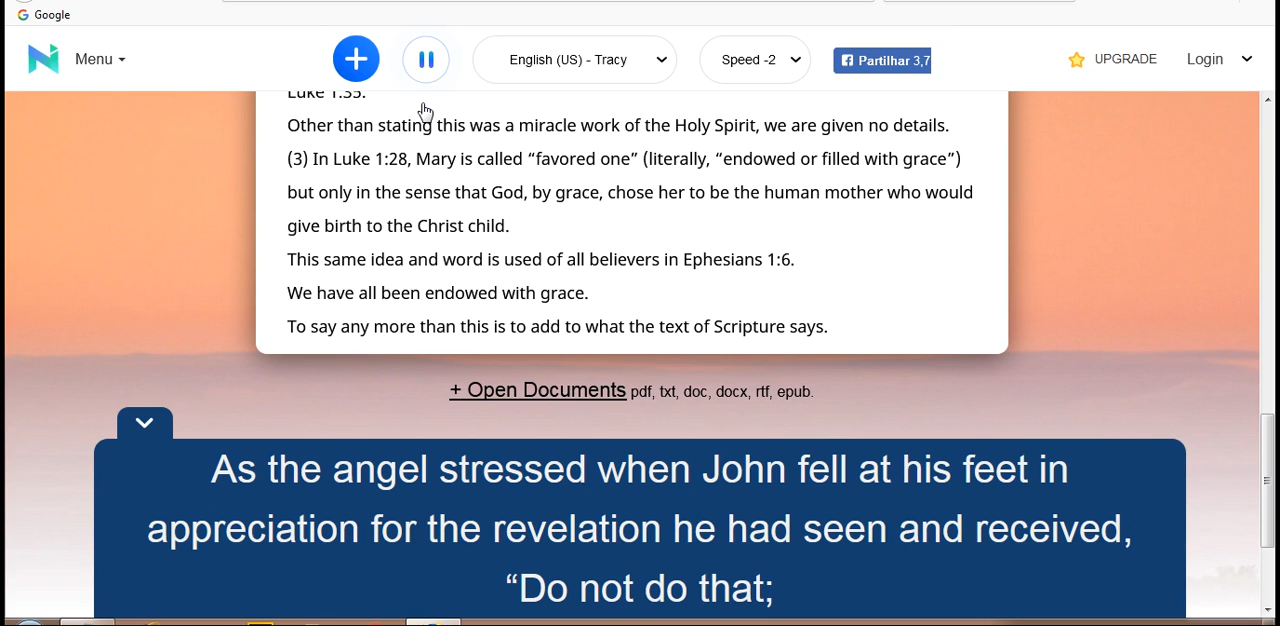 Google
Menu
English (US) - Tracy
Speed -2
Partilhar 3,7
UPGRADE
Login
Luke 1:35.
Other than stating this was a miracle work of the Holy Spirit, we are given no details.
(3) In Luke 1:28, Mary is called “favored one” (literally, “endowed or filled with grace”)
but only in the sense that God, by grace, chose her to be the human mother who would
give birth to the Christ child.
This same idea and word is used of all believers in Ephesians 1:6.
We have all been endowed with grace.
To say any more than this is to add to what the text of Scripture says.
+ Open Documents pdf, txt, doc, docx, rtf, epub.
As the angel stressed when John fell at his feet in
appreciation for the revelation he had seen and received,
“Do not do that;